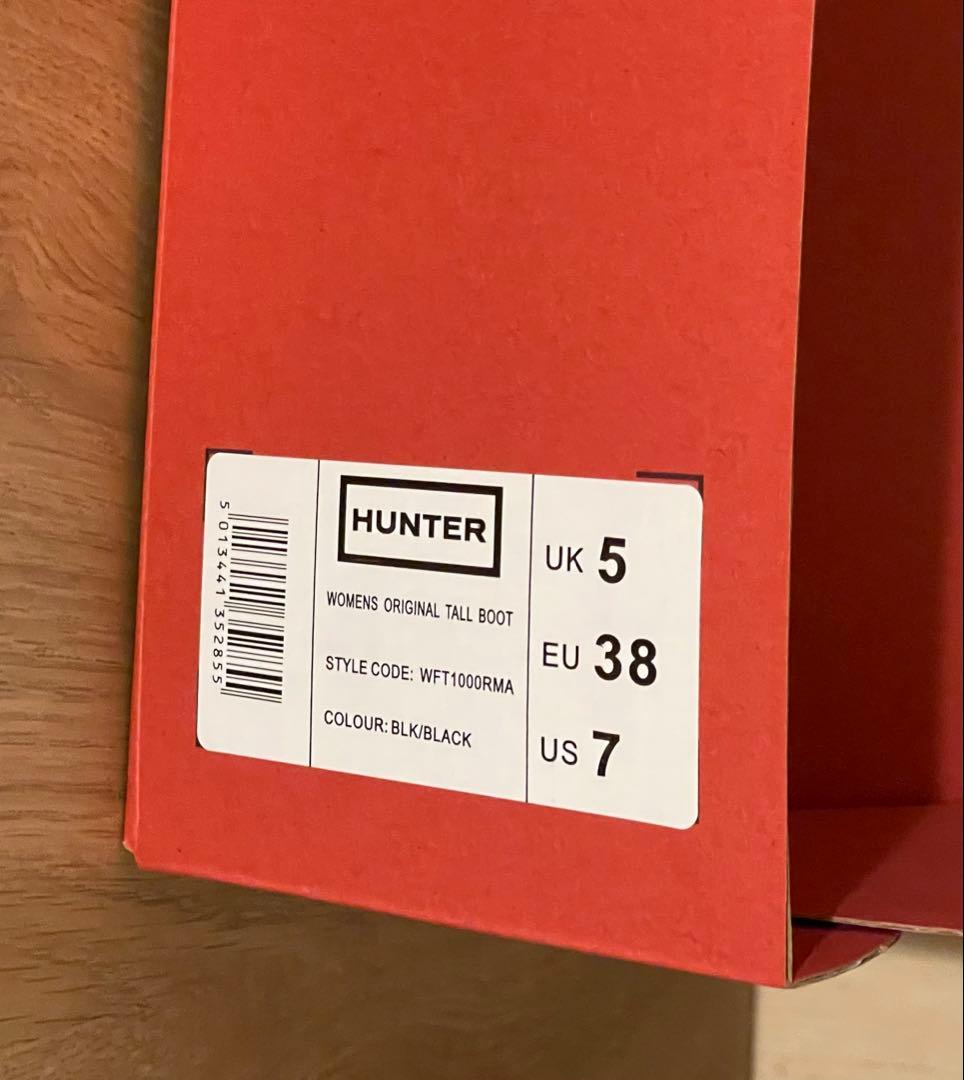 5 013441 352855
HUNTER
WOMENS ORIGINAL TALL BOOT
STYLE CODE: WFT1000RMA
COLOUR: BLK/BLACK
UK 5
EU 38
US 7